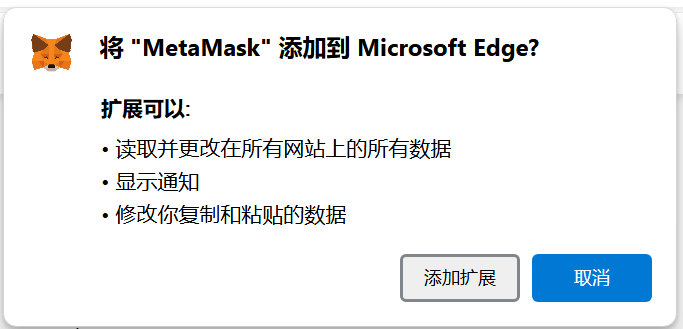 将 "MetaMask" 添加到 Microsoft Edge?
扩展可以:
• 读取并更改在所有网站上的所有数据
• 显示通知
• 修改你复制和粘贴的数据
添加扩展 取消